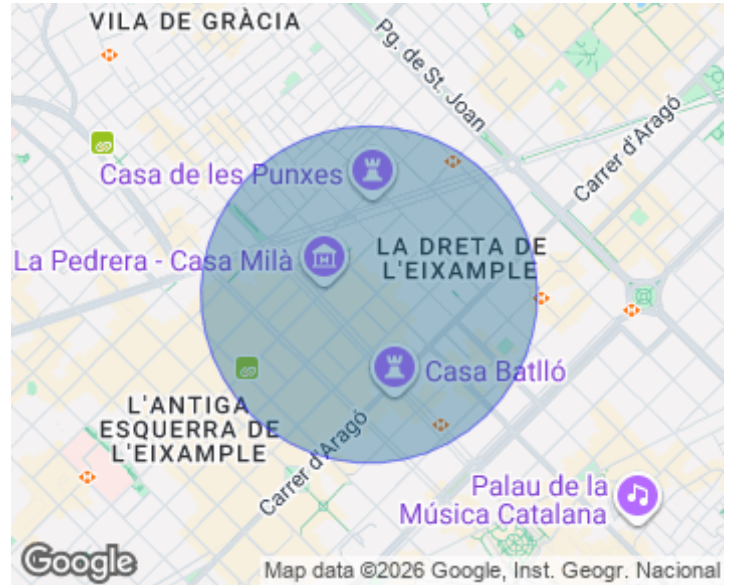 VILA DE GRÀCIA
Pg. de St. Joan
Carrer d'Aragó
Casa de les Punxes
La Pedrera - Casa Milà
LA DRETA DE
L'EIXAMPLE
Casa Batlló
L'ANTIGA
ESQUERRA DE
L'EIXAMPLE
Carrer d'Aragó
Palau de la
Música Catalana
Google
Map data ©2026 Google, Inst. Geogr. Nacional